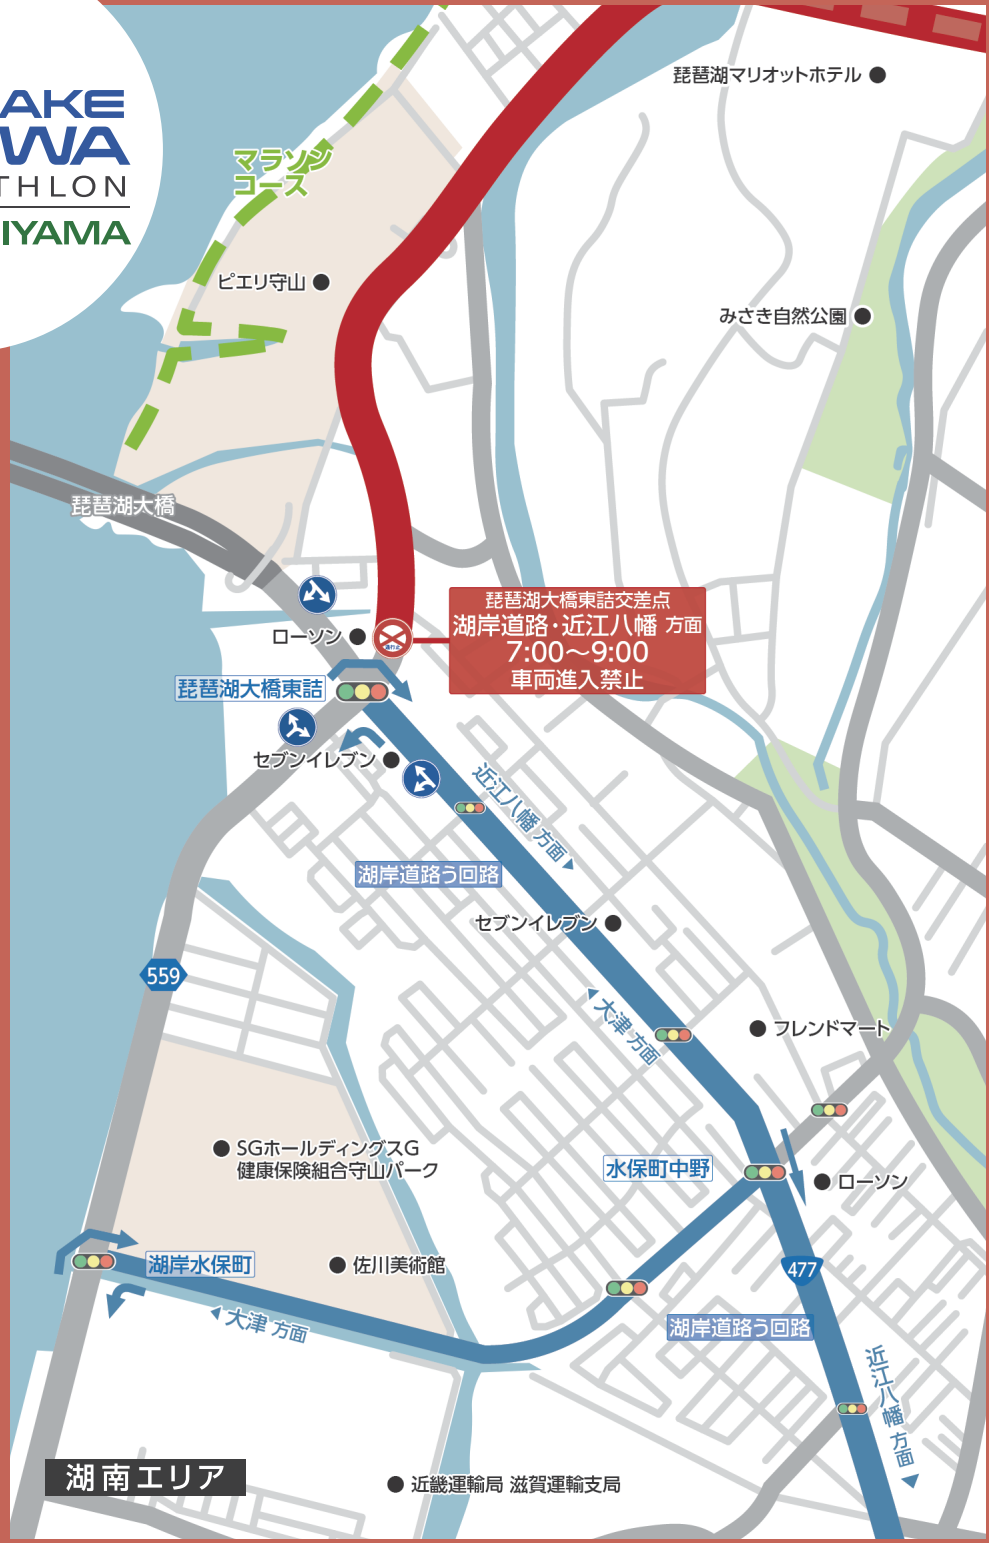 AKE
WA
THLON
IYAMA
琵琶湖マリオットホテル
マラソン
コース
ピエリ守山
みさき自然公園
琵琶湖大橋
琵琶湖大橋東詰交差点
湖岸道路・近江八幡 方面
7:00〜9:00
車両進入禁止
ローソン
琵琶湖大橋東詰
セブンイレブン
近江八幡 方面
湖岸道路う回路
セブンイレブン
559
大津 方面
フレンドマート
SGホールディングスG
健康保険組合守山パーク
水保町中野
ローソン
湖岸水保町
佐川美術館
477
大津 方面
湖岸道路う回路
近江八幡 方面
湖南エリア
近畿運輸局 滋賀運輸支局